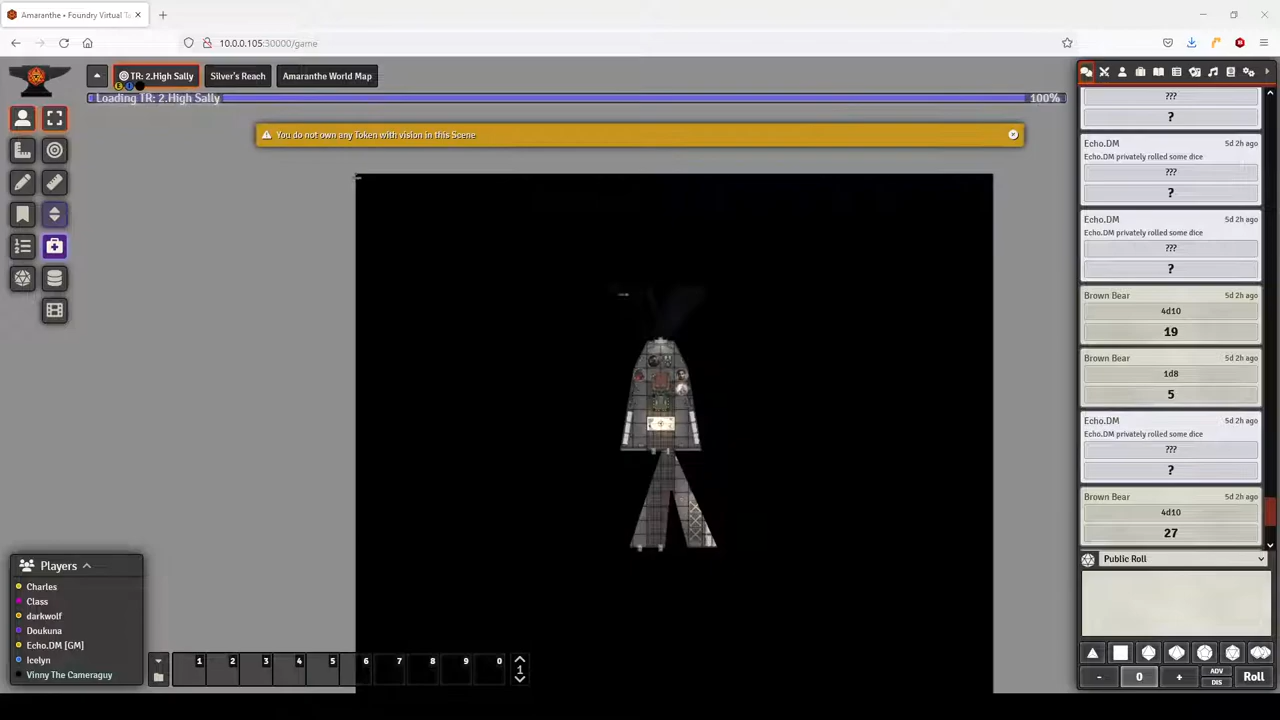 Amaranthe • Foundry Virtual Ta
10.0.0.105:30000/game
TR: 2.High Sally
Silver's Reach
Amaranthe World Map
E I
Loading TR: 2.High Sally
100%
You do not own any Token with vision in this Scene
???
?
Echo.DM
5d 2h ago
Echo.DM privately rolled some dice
???
?
Echo.DM
5d 2h ago
Echo.DM privately rolled some dice
???
?
Brown Bear
5d 2h ago
4d10
19
Brown Bear
5d 2h ago
1d8
5
Echo.DM
5d 2h ago
Echo.DM privately rolled some dice
???
?
Brown Bear
5d 2h ago
4d10
27
Public Roll
- 0 + ADV DIS Roll
Players
Charles
Class
darkwolf
Doukuna
Echo.DM [GM]
Icelyn
Vinny The Cameraguy
1 2 3 4 5 6 7 8 9 0
1